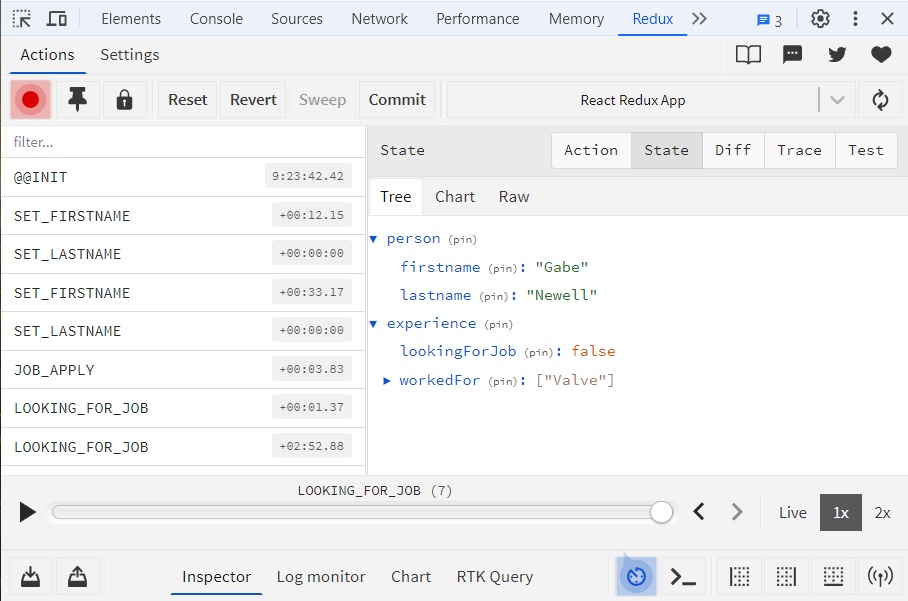 Elements Console Sources Network Performance Memory Redux 3
Actions Settings
Reset Revert Sweep Commit React Redux App
filter...
State Action State Diff Trace Test
@@INIT 9:23:42.42
Tree Chart Raw
SET_FIRSTNAME +00:12.15
person (pin)
SET_LASTNAME +00:00:00
firstname (pin): "Gabe"
SET_FIRSTNAME +00:33.17
lastname (pin): "Newell"
experience (pin)
SET_LASTNAME +00:00:00
lookingForJob (pin): false
JOB_APPLY +00:03.83
workedFor (pin): ["Valve"]
LOOKING_FOR_JOB +00:01.37
LOOKING_FOR_JOB +02:52.88
LOOKING_FOR_JOB (7)
Live 1x 2x
Inspector Log monitor Chart RTK Query